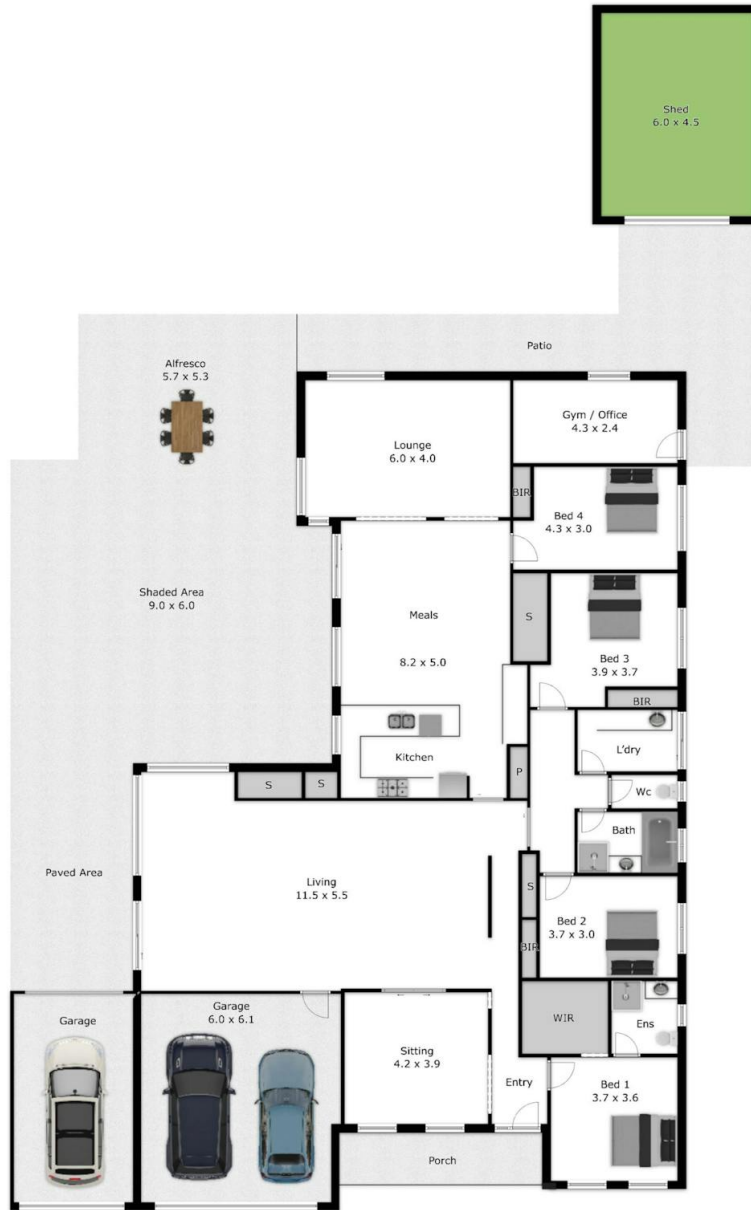 Shed
6.0 x 4.5
Patio
Alfresco
5.7 x 5.3
Gym / Office
4.3 x 2.4
Lounge
6.0 x 4.0
BIR
Bed 4
4.3 x 3.0
Shaded Area
9.0 x 6.0
Meals
8.2 x 5.0
S
Bed 3
3.9 x 3.7
BIR
L'dry
Kitchen
P
Wc
S
S
Bath
Paved Area
Living
11.5 x 5.5
S
Bed 2
3.7 x 3.0
BIR
Garage
Garage
6.0 x 6.1
WIR
Ens
Sitting
4.2 x 3.9
Entry
Bed 1
3.7 x 3.6
Porch